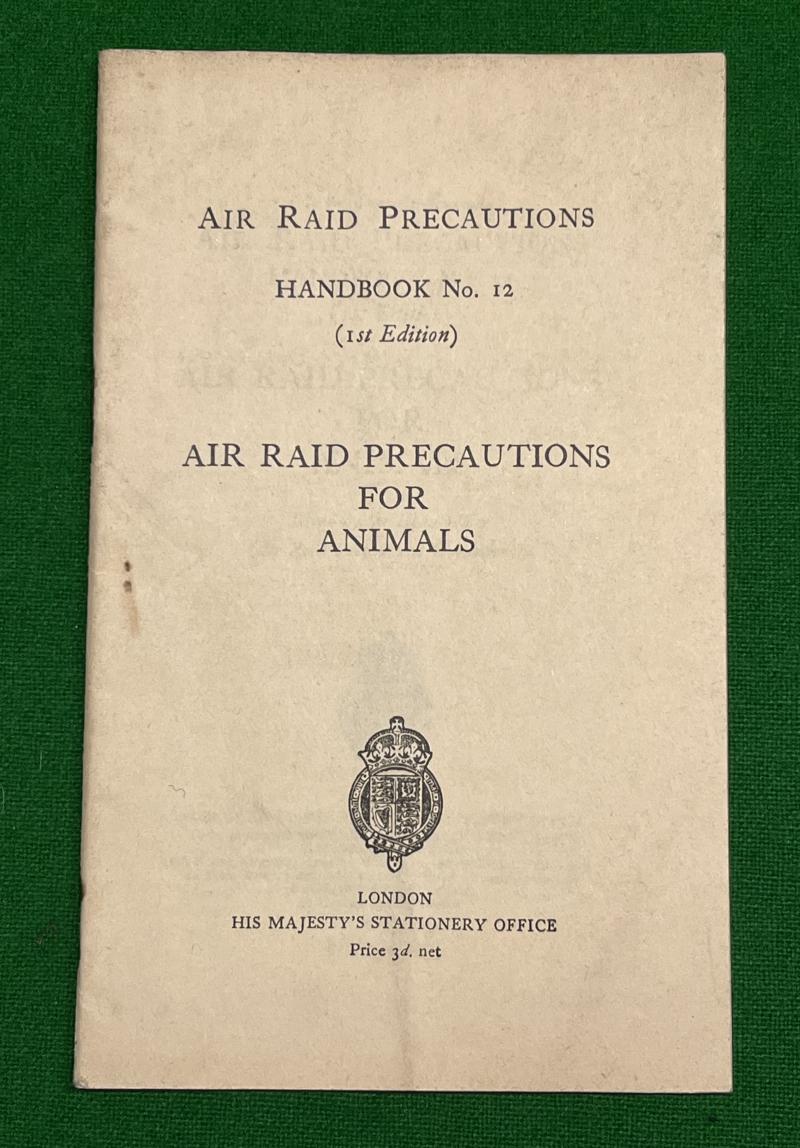 AIR RAID PRECAUTIONS
HANDBOOK No. 12
(1st Edition)
AIR RAID PRECAUTIONS
FOR
ANIMALS
LONDON
HIS MAJESTY'S STATIONERY OFFICE
Price 3d. net